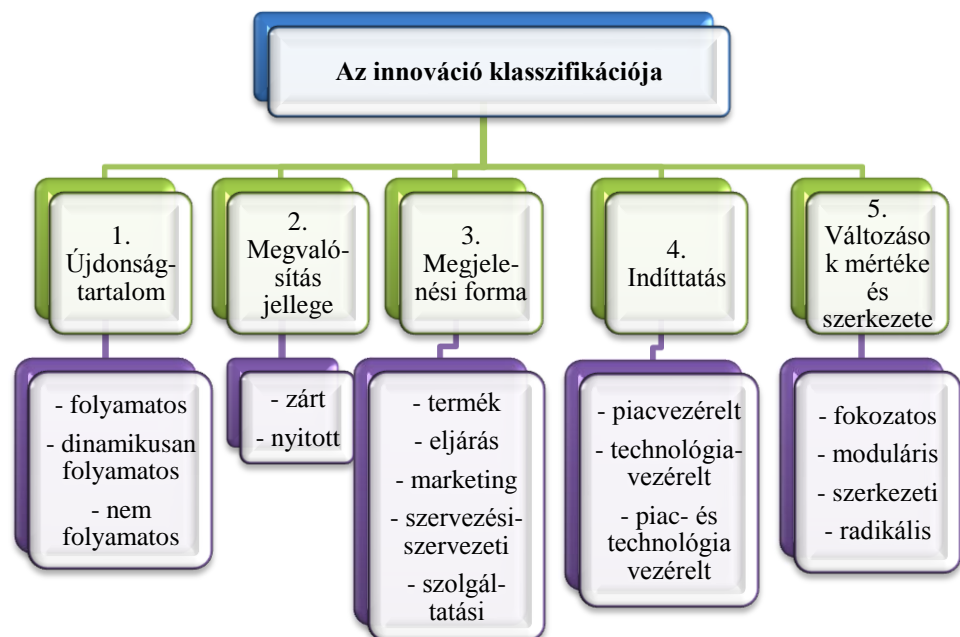 Az innováció klasszifikációja
1.
Újdonság-
tartalom
2.
Megvaló-
sítás
jellege
3.
Megjele-
nési forma
4.
Indíttatás
5.
Változáso
k mértéke
és
szerkezete
- folyamatos
- dinamikusan
folyamatos
- nem
folyamatos
- zárt
- nyitott
- termék
- eljárás
- marketing
- szervezési-
szervezeti
- szolgál-
tatási
- piacvezérelt
- technológia-
vezérelt
- piac- és
technológia
vezérelt
- fokozatos
- moduláris
- szerkezeti
- radikális